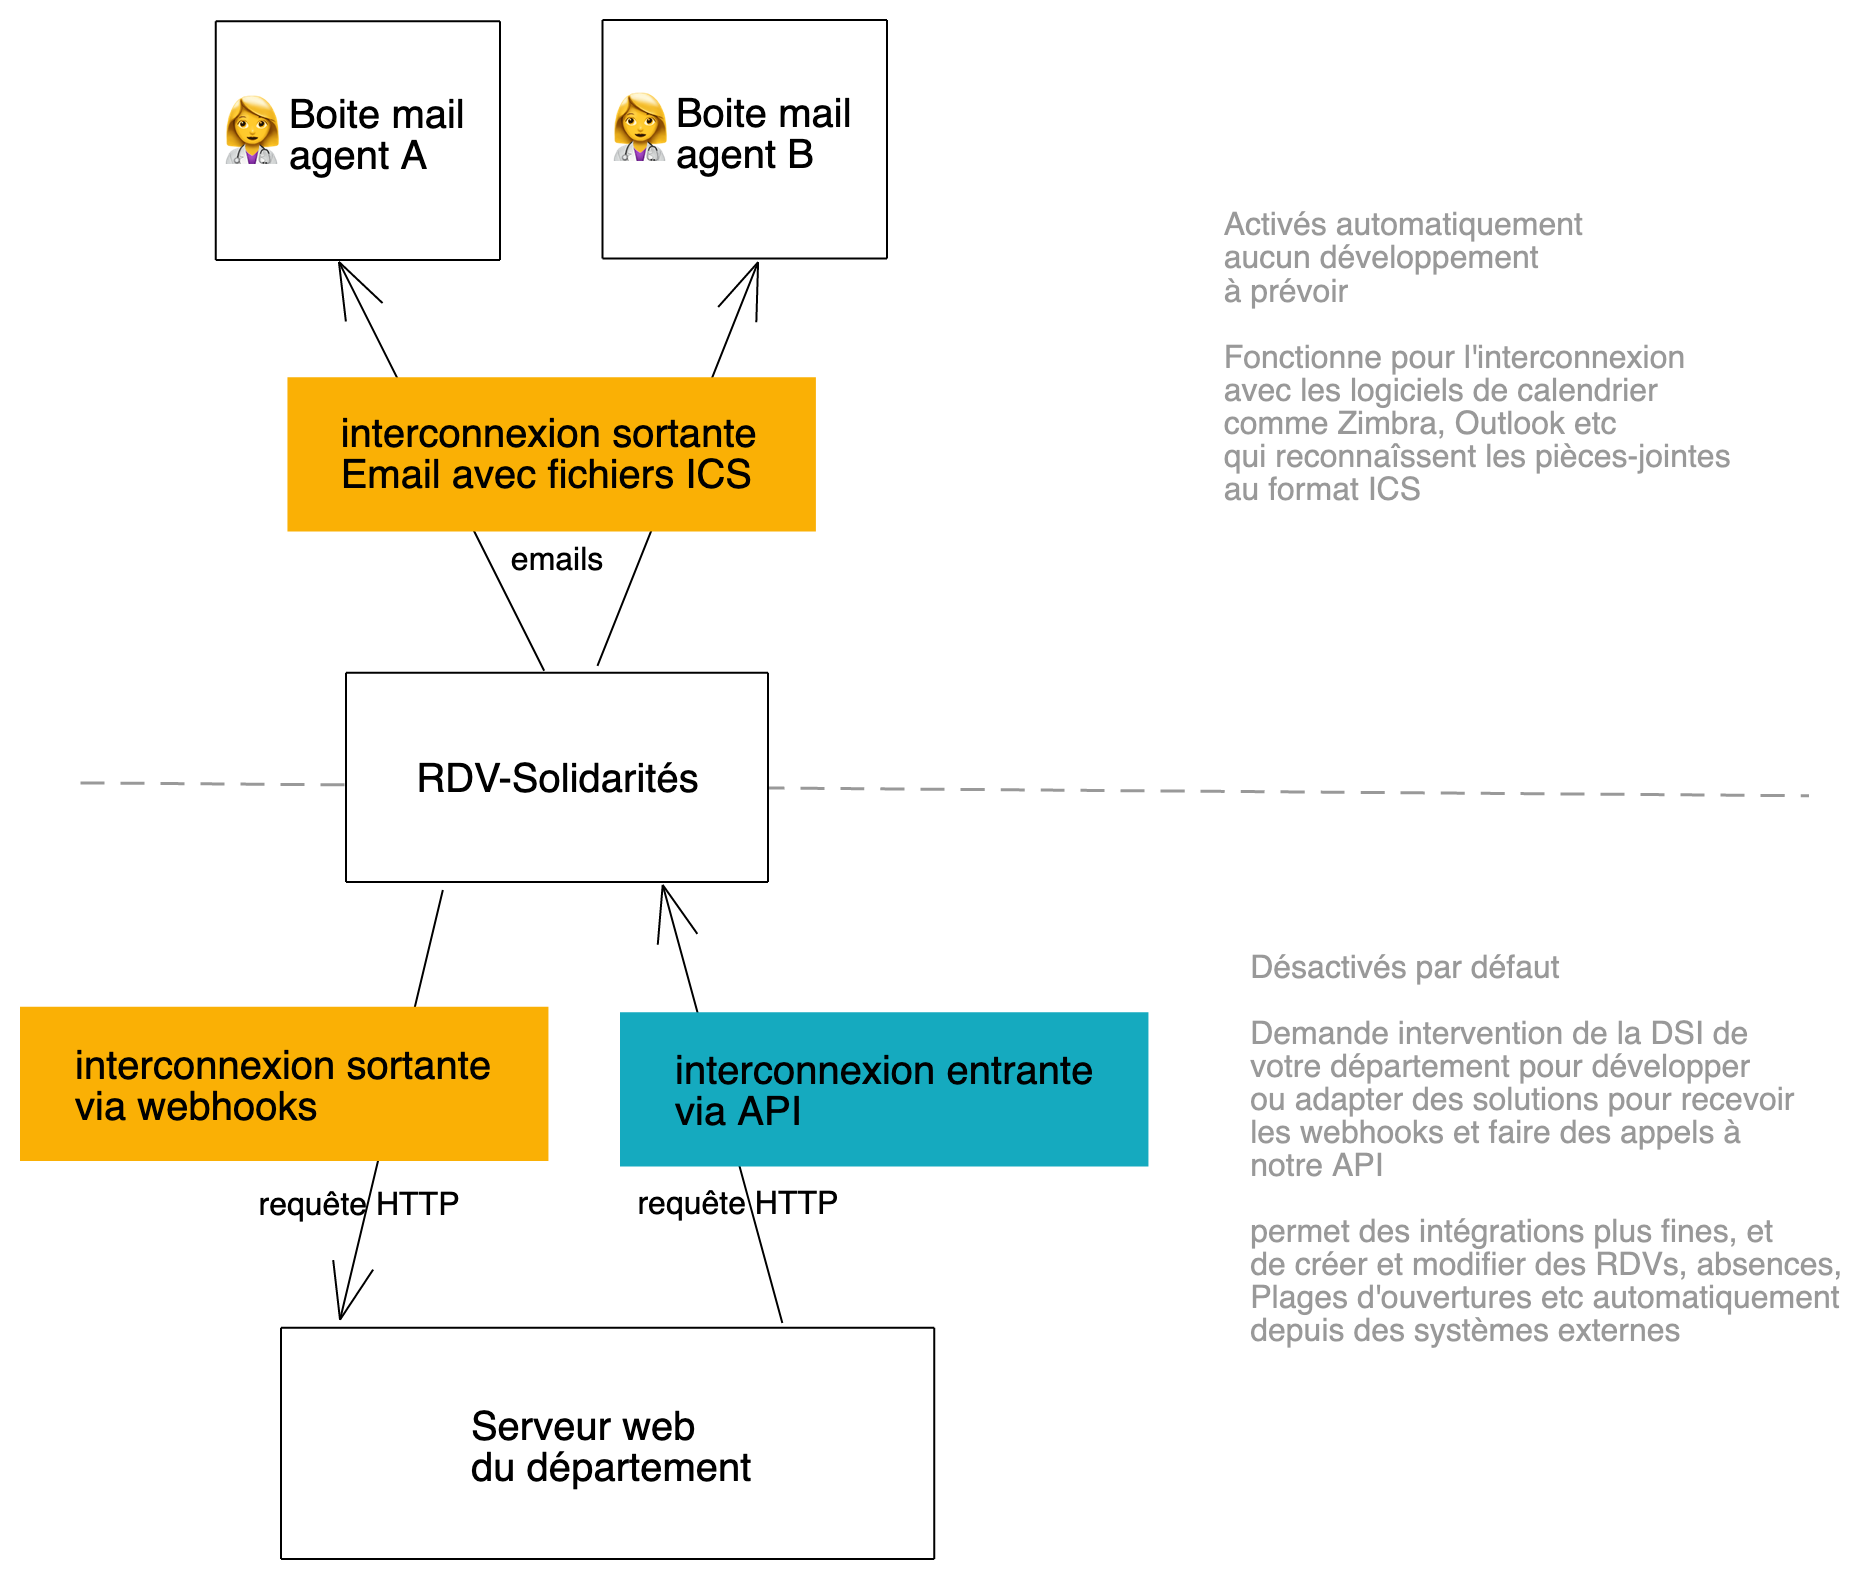 Boite mail
agent A
Boite mail
agent B
Activés automatiquement
aucun développement
à prévoir
Fonctionne pour l'interconnexion
avec les logiciels de calendrier
comme Zimbra, Outlook etc
qui reconnaîssent les pièces-jointes
au format ICS
interconnexion sortante
Email avec fichiers ICS
emails
RDV-Solidarités
Désactivés par défaut
Demande intervention de la DSI de
votre département pour développer
ou adapter des solutions pour recevoir
les webhooks et faire des appels à
notre API
permet des intégrations plus fines, et
de créer et modifier des RDVs, absences,
Plages d'ouvertures etc automatiquement
depuis des systèmes externes
interconnexion sortante
via webhooks
interconnexion entrante
via API
requête HTTP
requête HTTP
Serveur web
du département